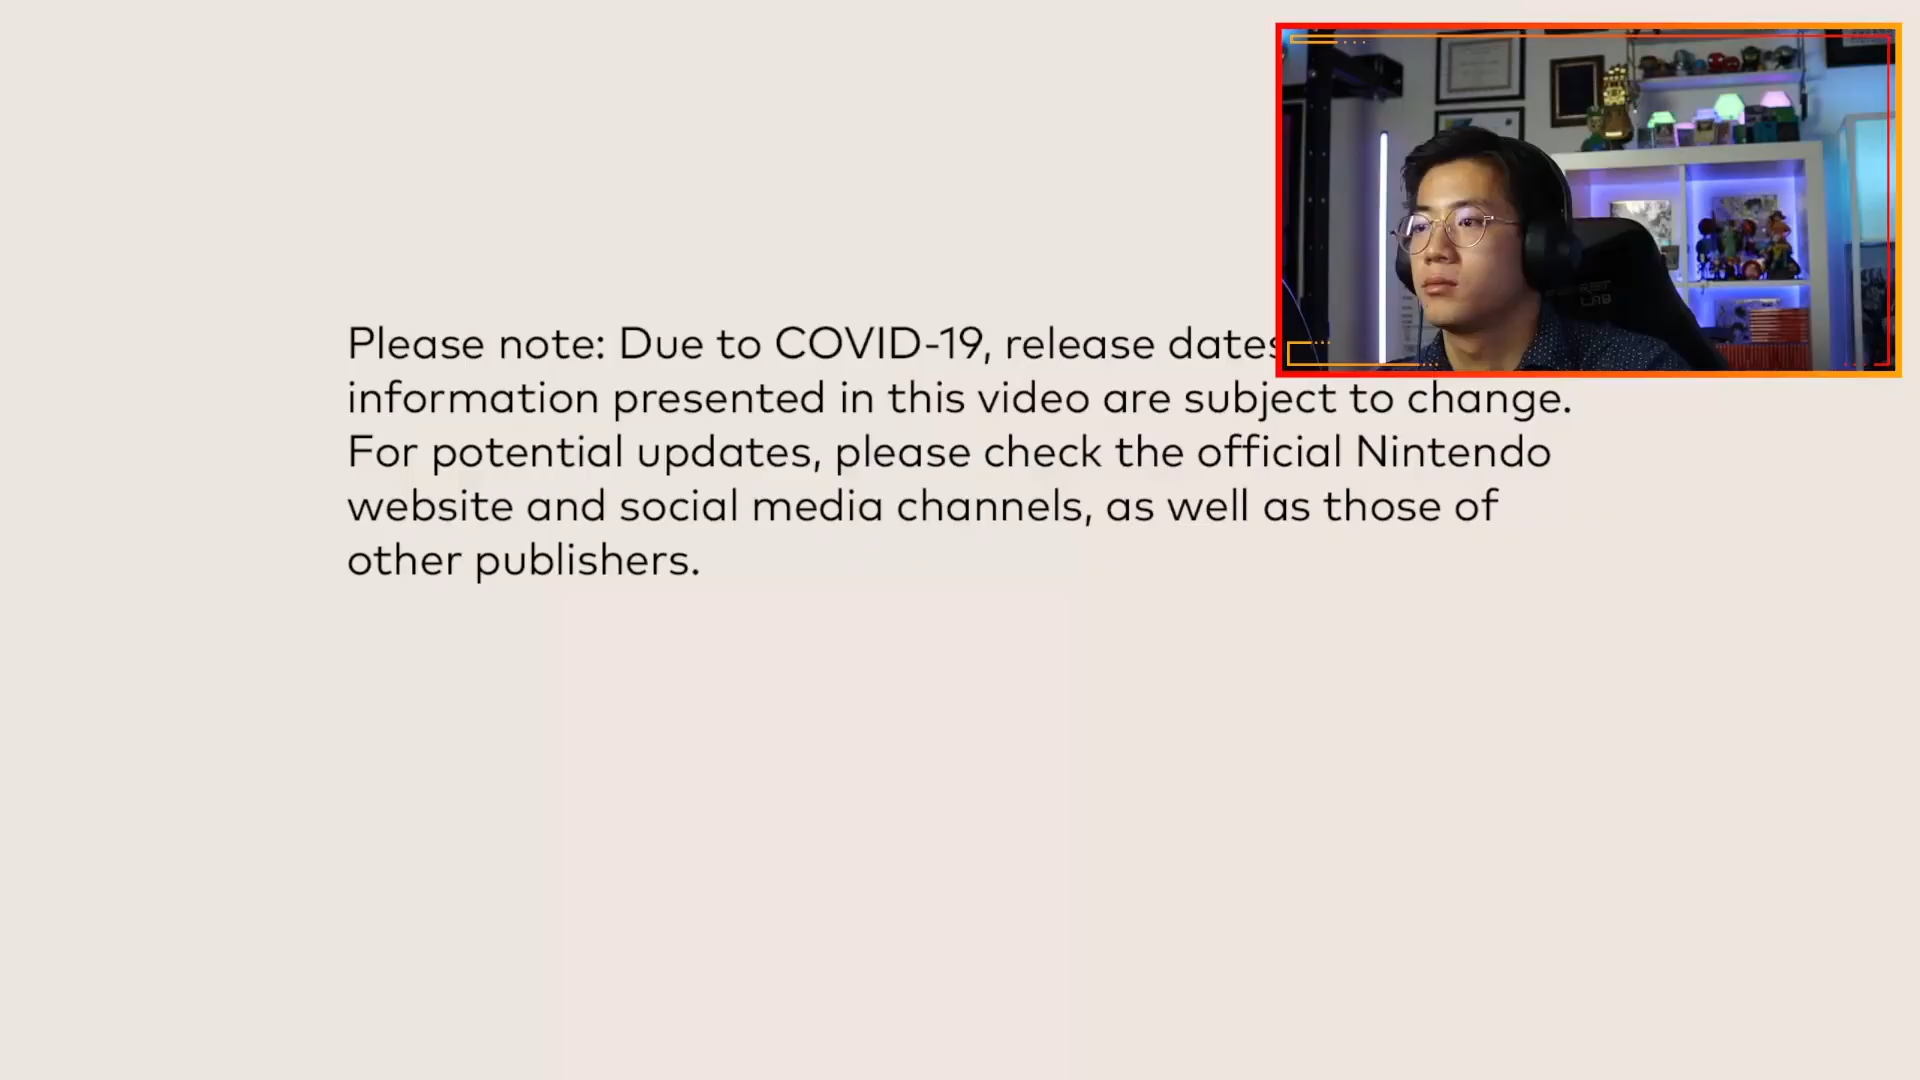 Please note: Due to COVID-19, release dates
information presented in this video are subject to change.
For potential updates, please check the official Nintendo
website and social media channels, as well as those of
other publishers.
LAB